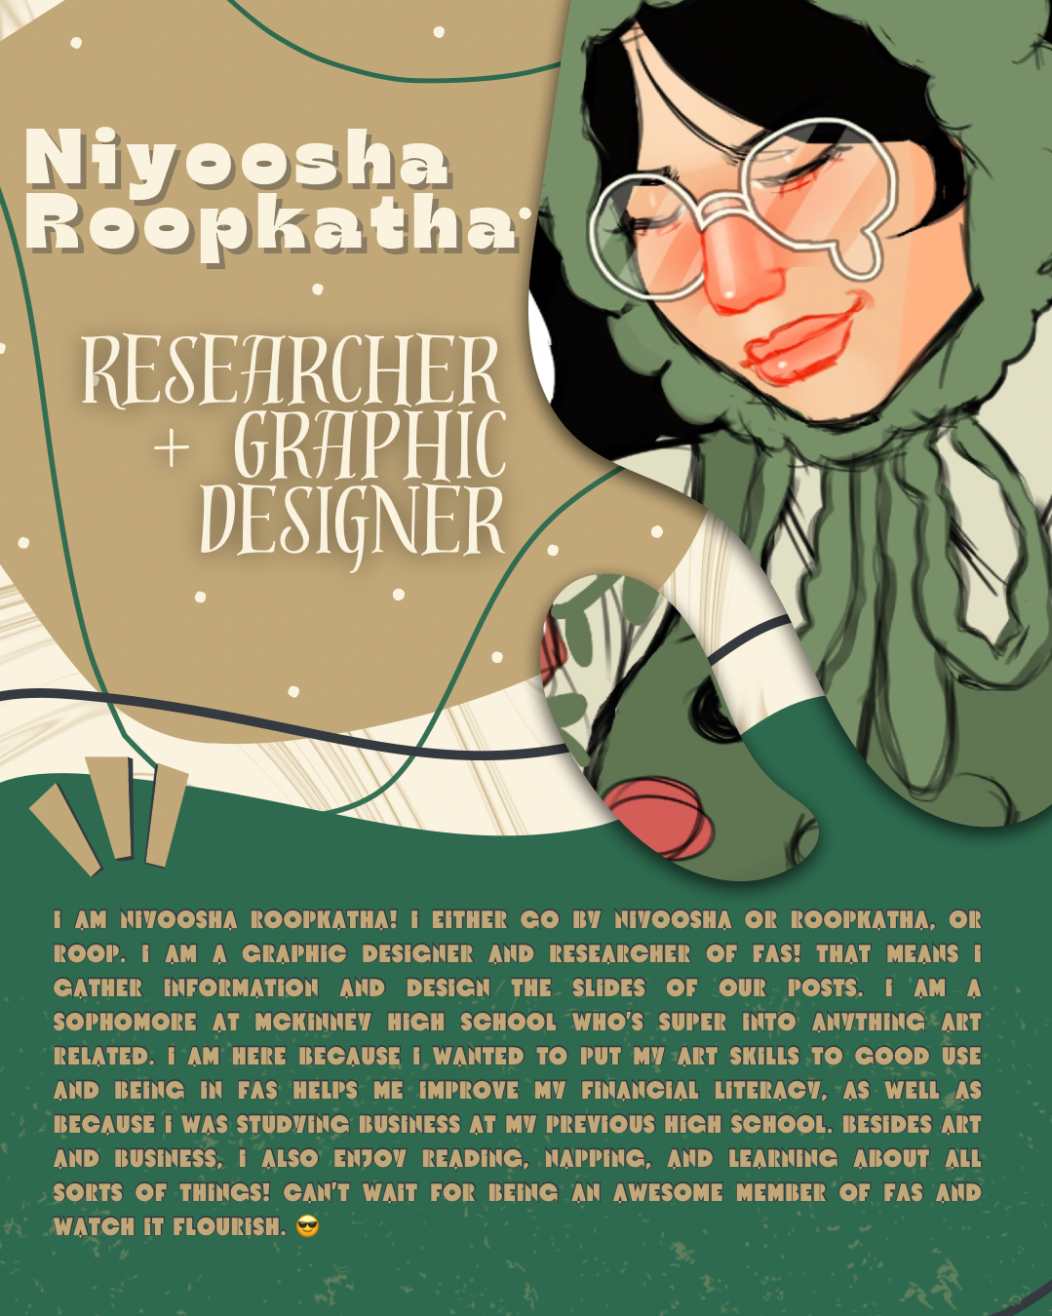 Niyoosha
Roopkatha
RESEARCHER
+ GRAPHIC
DESIGNER
I AM NIYOOSHA ROOPKATHA! I EITHER GO BY NIYOOSHA OR ROOPKATHA, OR
ROOP. I AM A GRAPHIC DESIGNER AND RESEARCHER OF FAS! THAT MEANS I
GATHER INFORMATION AND DESIGN THE SLIDES OF OUR POSTS. I AM A
SOPHOMORE AT MCKINNEY HIGH SCHOOL WHO'S SUPER INTO ANYTHING ART
RELATED. I AM HERE BECAUSE I WANTED TO PUT MY ART SKILLS TO GOOD USE
AND BEING IN FAS HELPS ME IMPROVE MY FINANCIAL LITERACY, AS WELL AS
BECAUSE I WAS STUDYING BUSINESS AT MY PREVIOUS HIGH SCHOOL. BESIDES ART
AND BUSINESS, I ALSO ENJOY READING, NAPPING, AND LEARNING ABOUT ALL
SORTS OF THINGS! CAN'T WAIT FOR BEING AN AWESOME MEMBER OF FAS AND
WATCH IT FLOURISH. 😎